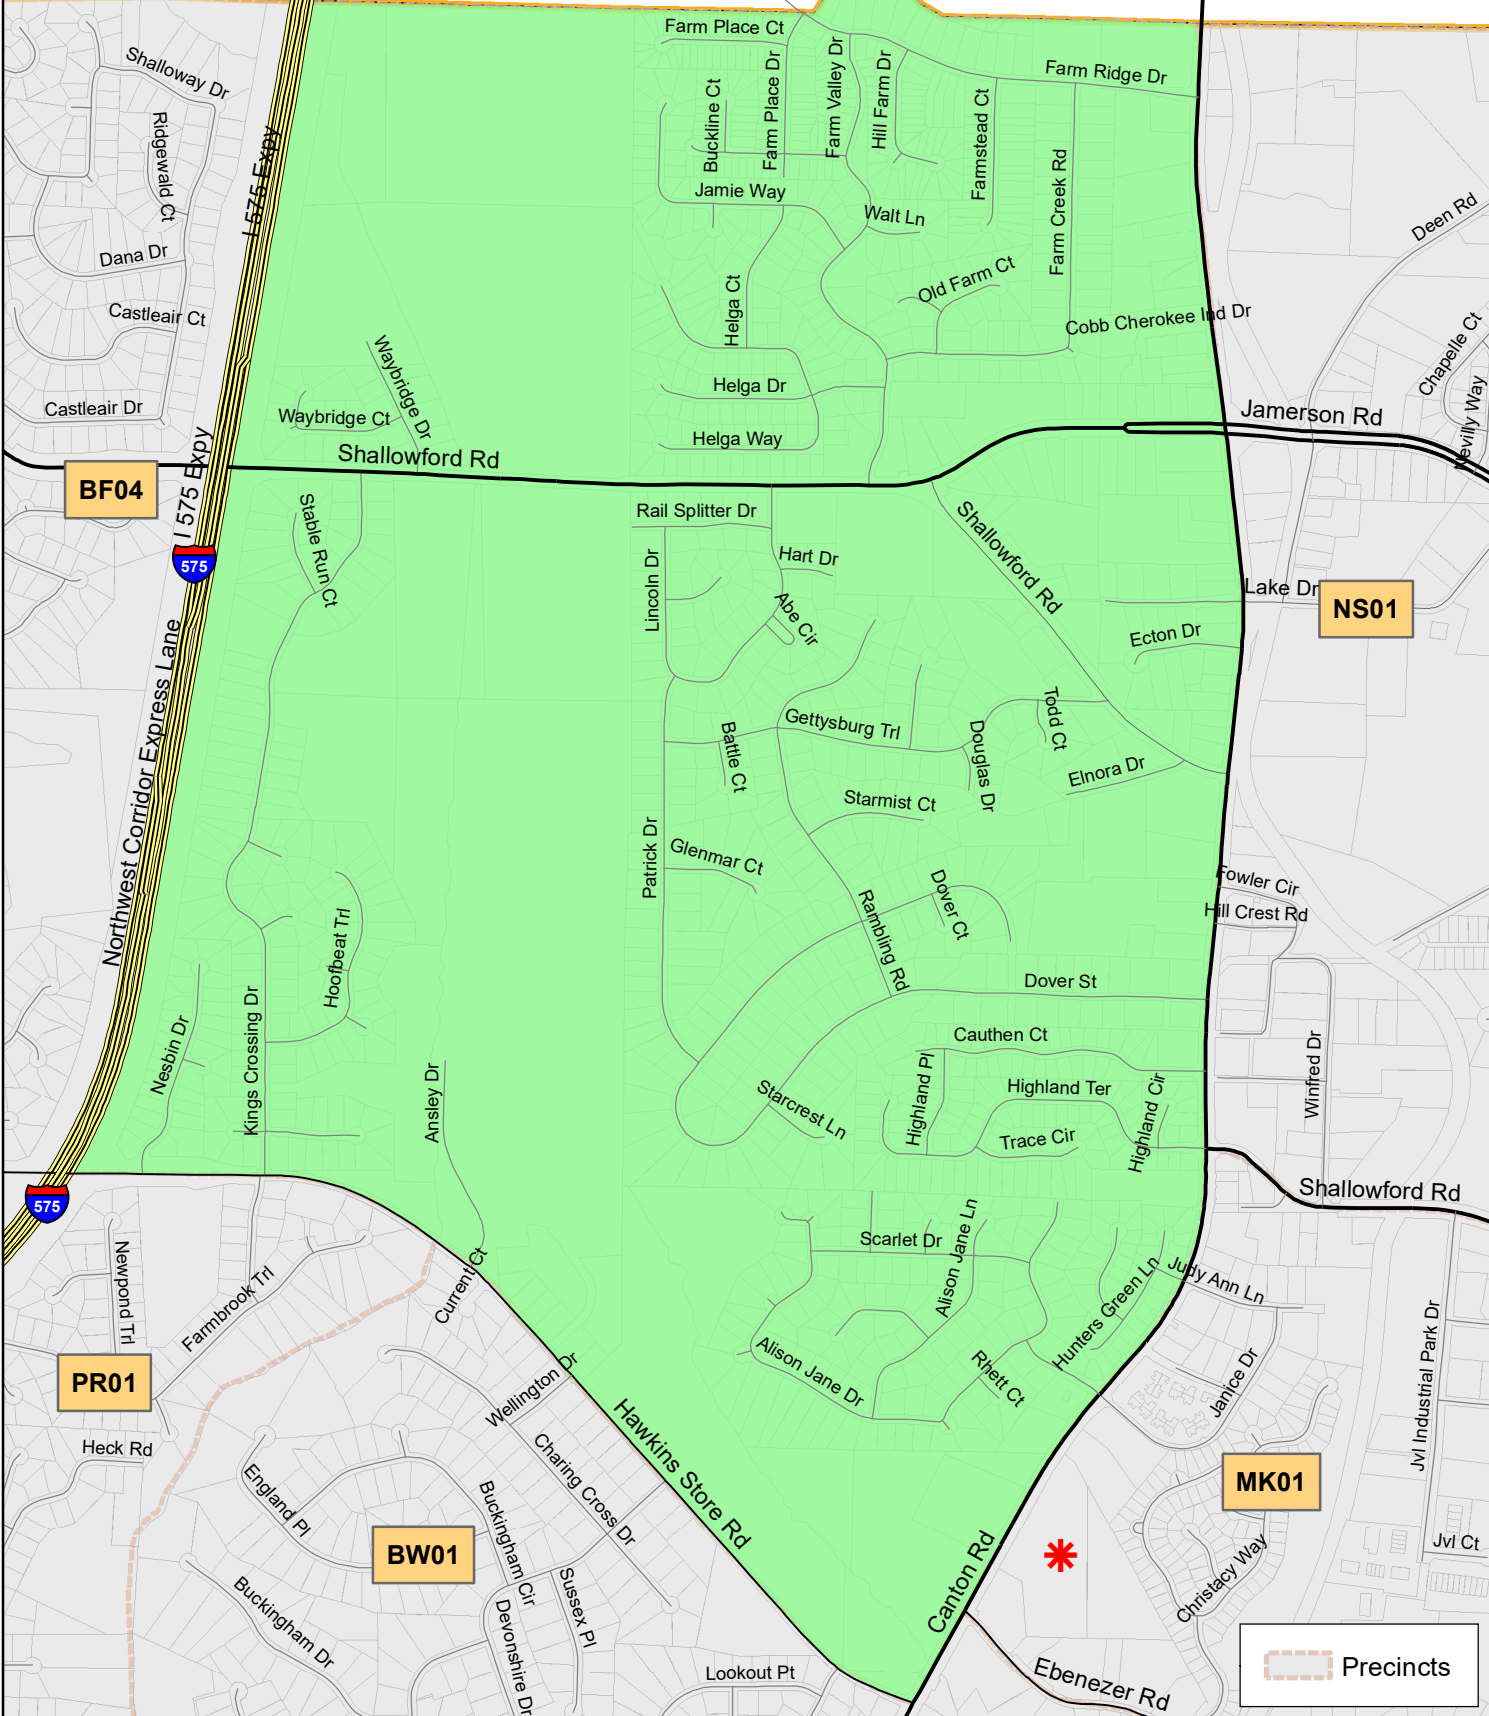 Farm Place Ct
Farm Place Dr
Farm Valley Dr
Hill Farm Dr
Farm Ridge Dr
Shalloway Dr
Buckline Ct
Farmstead Ct
Farm Creek Rd
Ridgewald Ct
I 575 Expy
Jamie Way
Walt Ln
Deen Rd
Dana Dr
Old Farm Ct
Helga Ct
Castleair Ct
Cobb Cherokee Ind Dr
Chapelle Ct
Waybridge Dr
Helga Dr
Nevilly Way
Castleair Dr
Waybridge Ct
Jamerson Rd
Helga Way
Shallowford Rd
BF04
I 575 Expy
Stable Run Ct
Rail Splitter Dr
Shallowford Rd
Hart Dr
575
Lincoln Dr
Abe Cir
Lake Dr
NS01
Ecton Dr
Northwest Corridor Express Lane
Todd Ct
Gettysburg Trl
Battle Ct
Douglas Dr
Elnora Dr
Starmist Ct
Patrick Dr
Glenmar Ct
Fowler Cir
Hill Crest Rd
Dover Ct
Rambling Rd
Hoofbeat Trl
Dover St
Kings Crossing Dr
Nesbin Dr
Cauthen Ct
Winfred Dr
Ansley Dr
Highland Pl
Highland Ter
Highland Cir
Starcrest Ln
Trace Cir
575
Shallowford Rd
Scarlet Dr
Alison Jane Ln
Newpond Trl
Farmbrook Trl
Current Ct
Hunters Green Ln
Judy Ann Ln
Jvl Industrial Park Dr
PR01
Wellington Dr
Alison Jane Dr
Rhett Ct
Janice Dr
Heck Rd
Hawkins Store Rd
Charing Cross Dr
England Pl
Buckingham Cir
MK01
BW01
Canton Rd
Jvl Ct
Christacy Way
Buckingham Dr
Sussex Pl
Devonshire Dr
Lookout Pt
Ebenezer Rd
Precincts